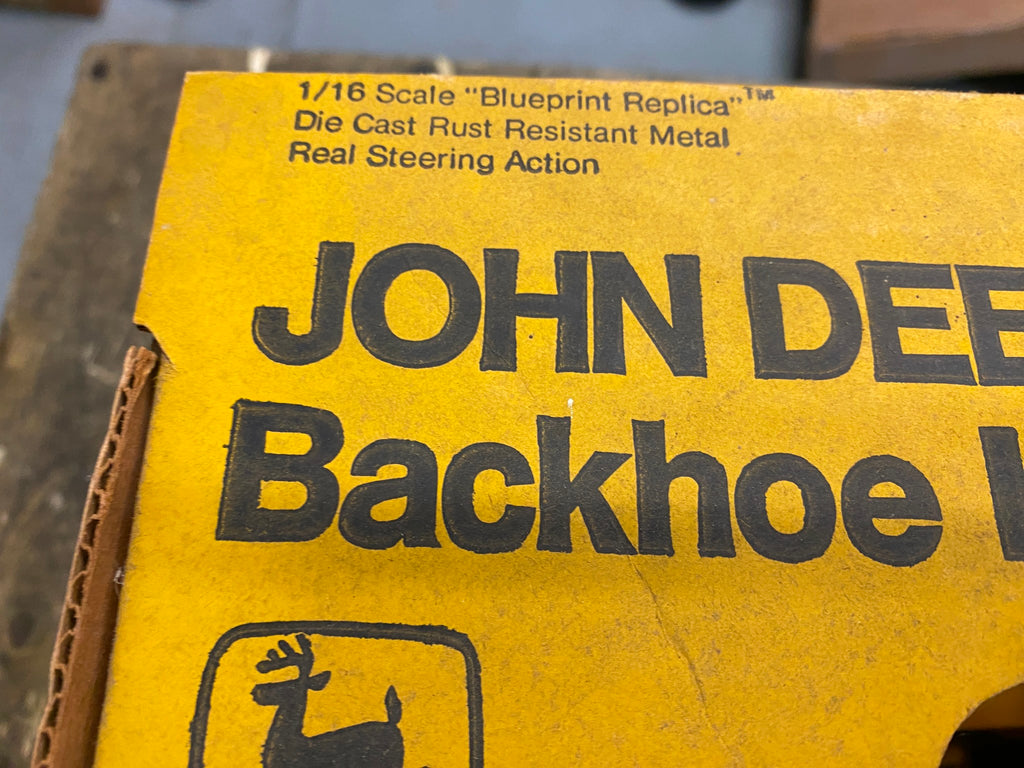 1/16 Scale "Blueprint Replica"™
Die Cast Rust Resistant Metal
Real Steering Action
JOHN DEE
Backhoe